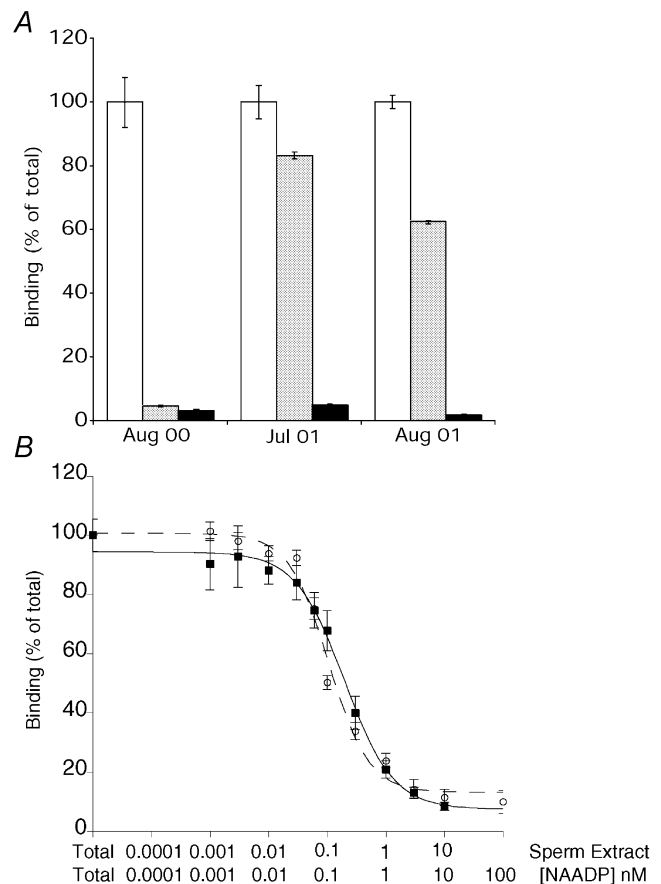 A
Binding (% of total)
120
100
80
60
40
20
0
Aug 00 Jul 01 Aug 01
B
Binding (% of total)
120
100
80
60
40
20
0
Total 0.0001 0.001 0.01 0.1 1 10 Sperm Extract
Total 0.0001 0.001 0.01 0.1 1 10 100 [NAADP] nM